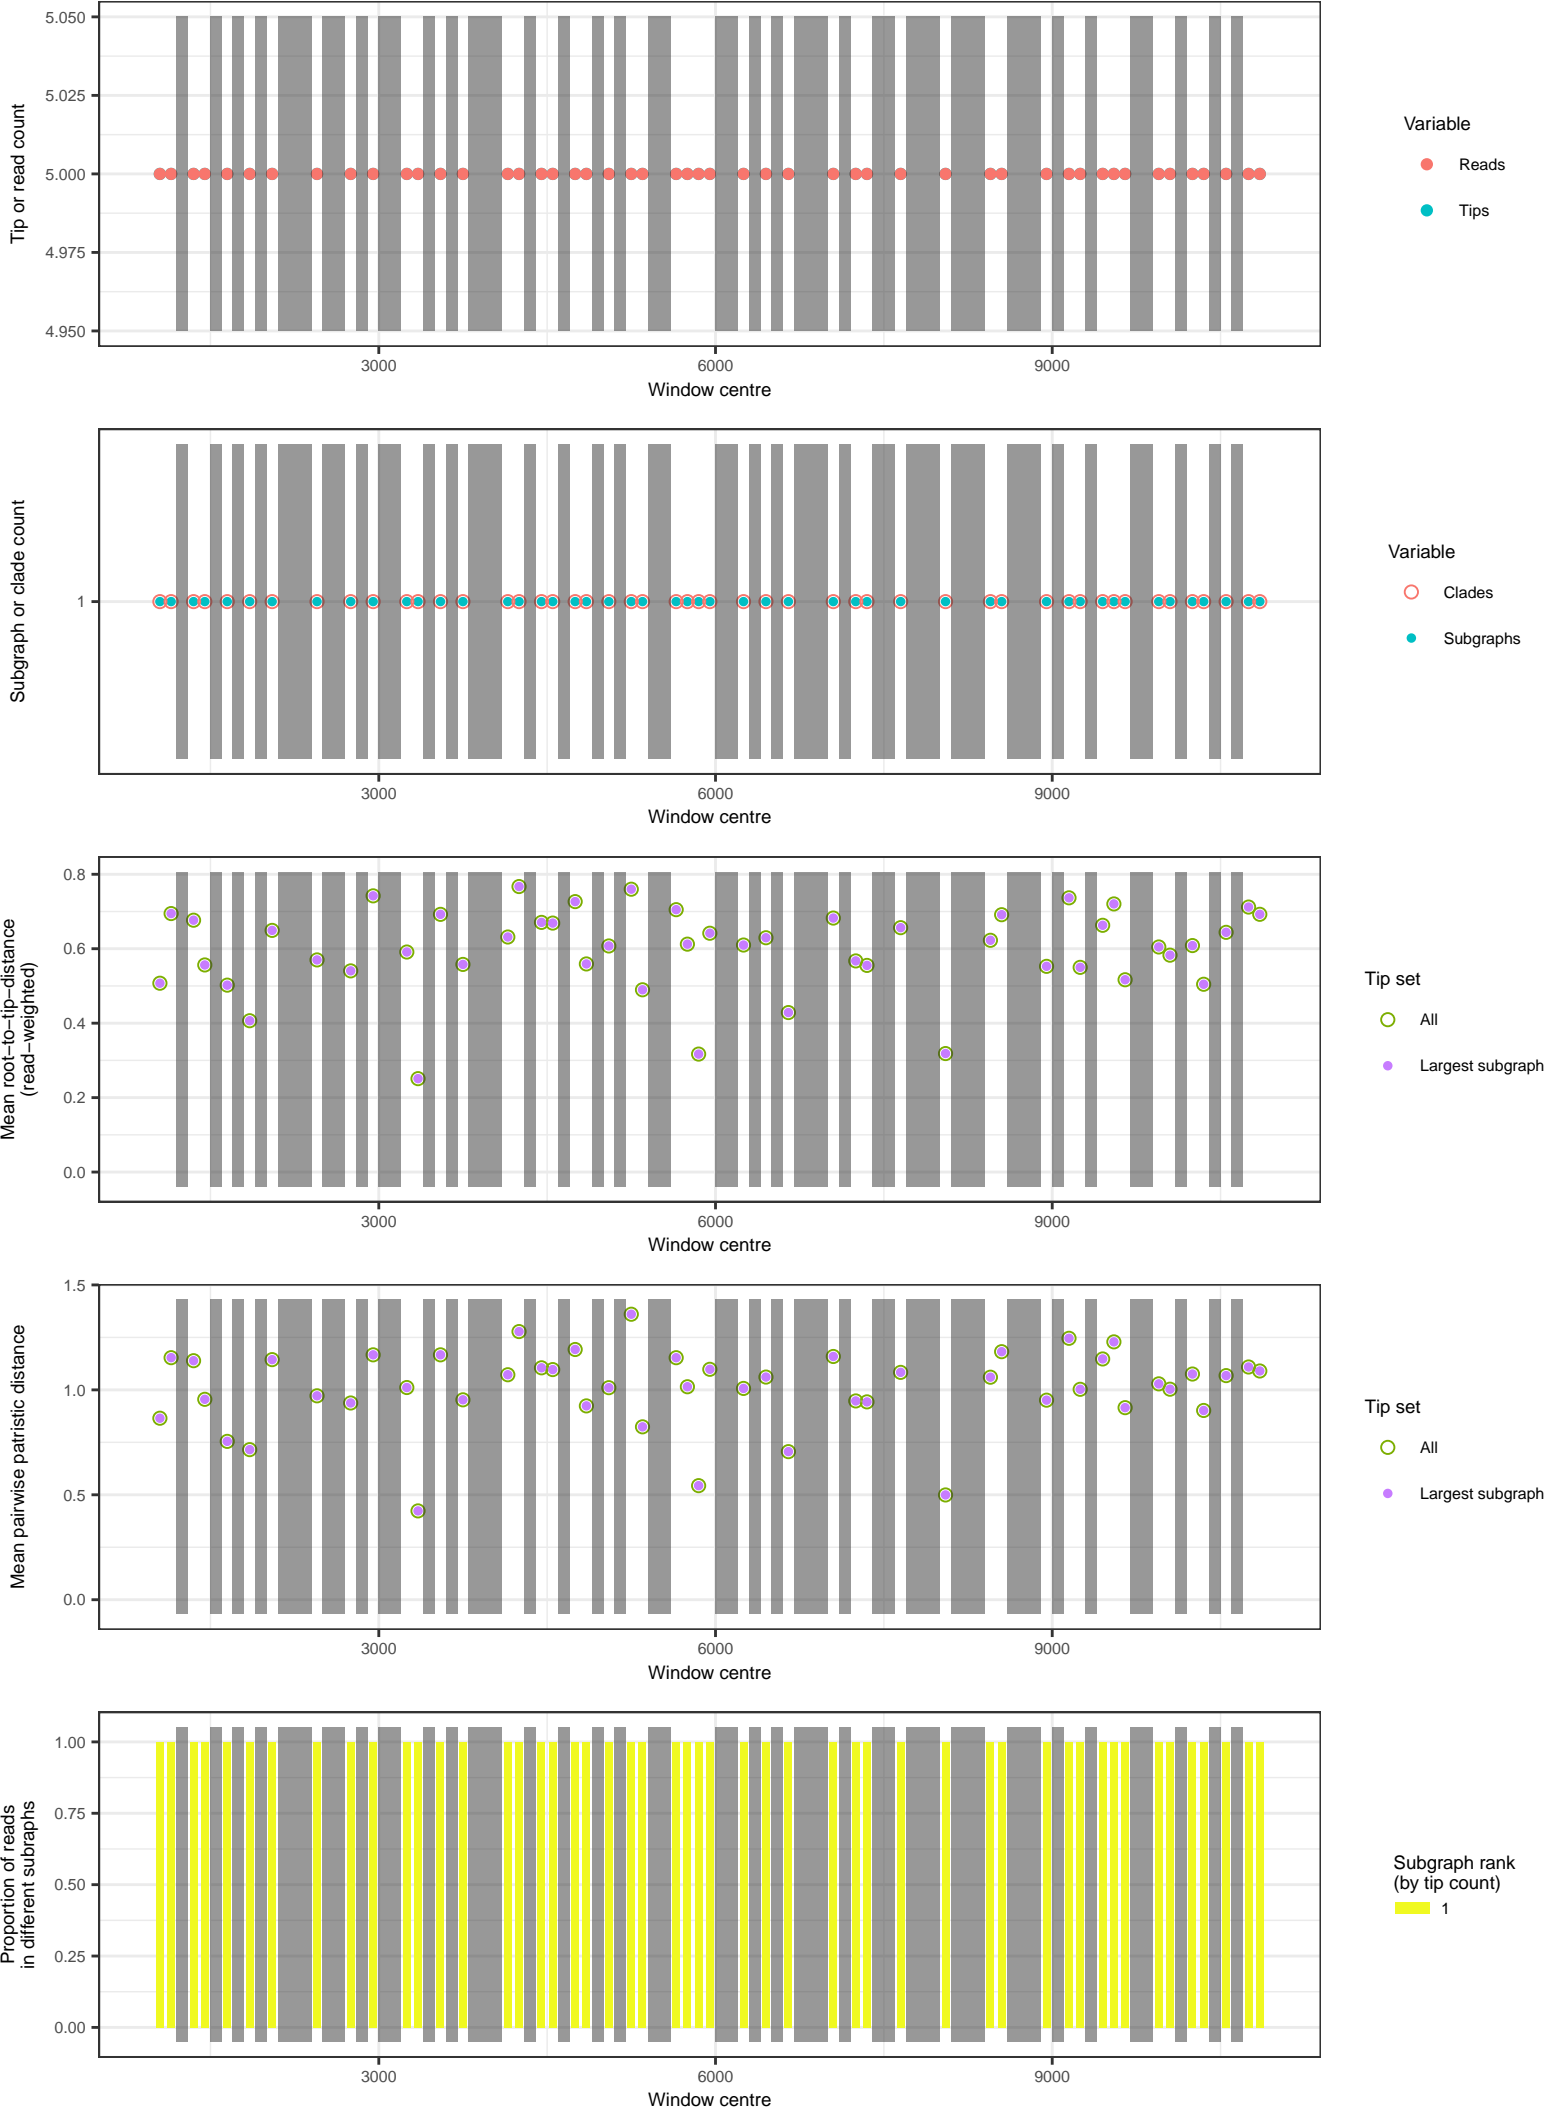 5.050
5.025
5.000
4.975
4.950
Tip or read count
3000
6000
9000
Window centre
Variable
Reads
Tips
1
Subgraph or clade count
3000
6000
9000
Window centre
Variable
Clades
Subgraphs
0.8
0.6
0.4
0.2
0.0
Mean root−to−tip−distance
(read−weighted)
3000
6000
9000
Window centre
Tip set
All
Largest subgraph
1.5
1.0
0.5
0.0
Mean pairwise patristic distance
3000
6000
9000
Window centre
Tip set
All
Largest subgraph
1.00
0.75
0.50
0.25
0.00
Proportion of reads
in different subraphs
3000
6000
9000
Window centre
Subgraph rank
(by tip count)
1